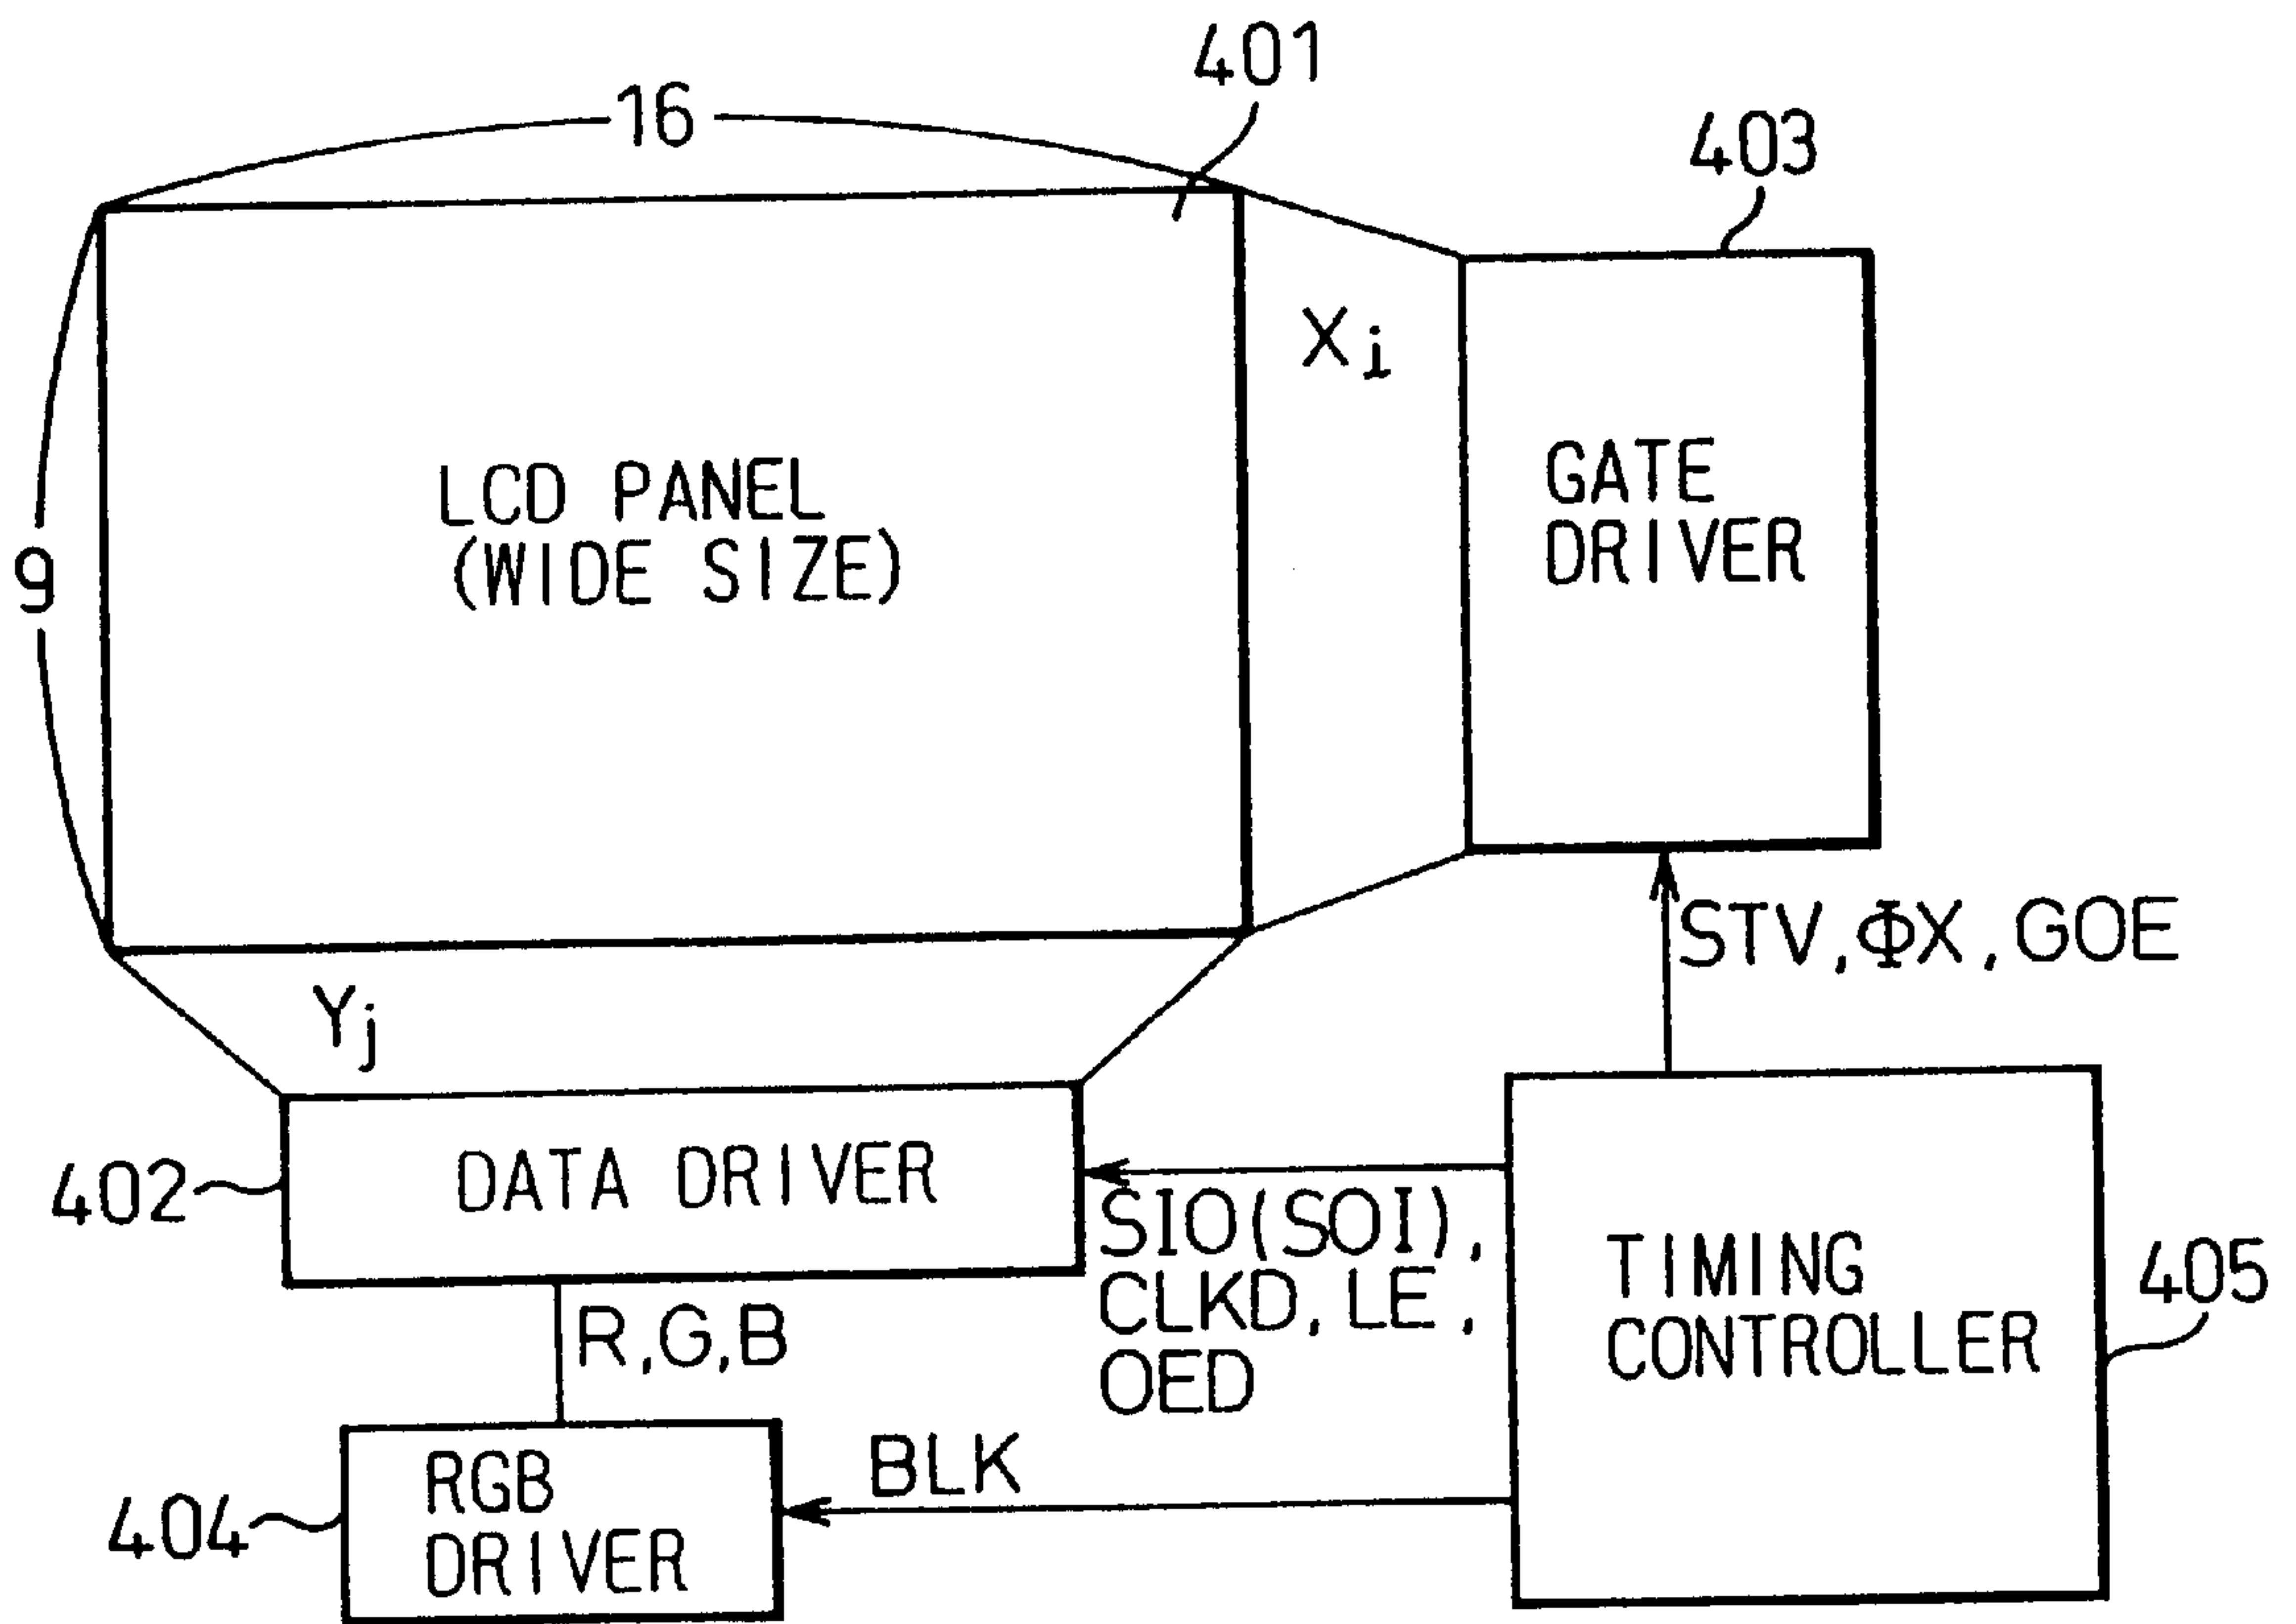 16
401
403
Xi
LCD PANEL
(WIDE SIZE)
GATE
DRIVER
9
STV,ΦX,GOE
Yj
402
DATA DRIVER
SIO(SOI),
CLKD,LE,
OED
TIMING
CONTROLLER
405
R,G,B
BLK
RGB
DRIVER
404